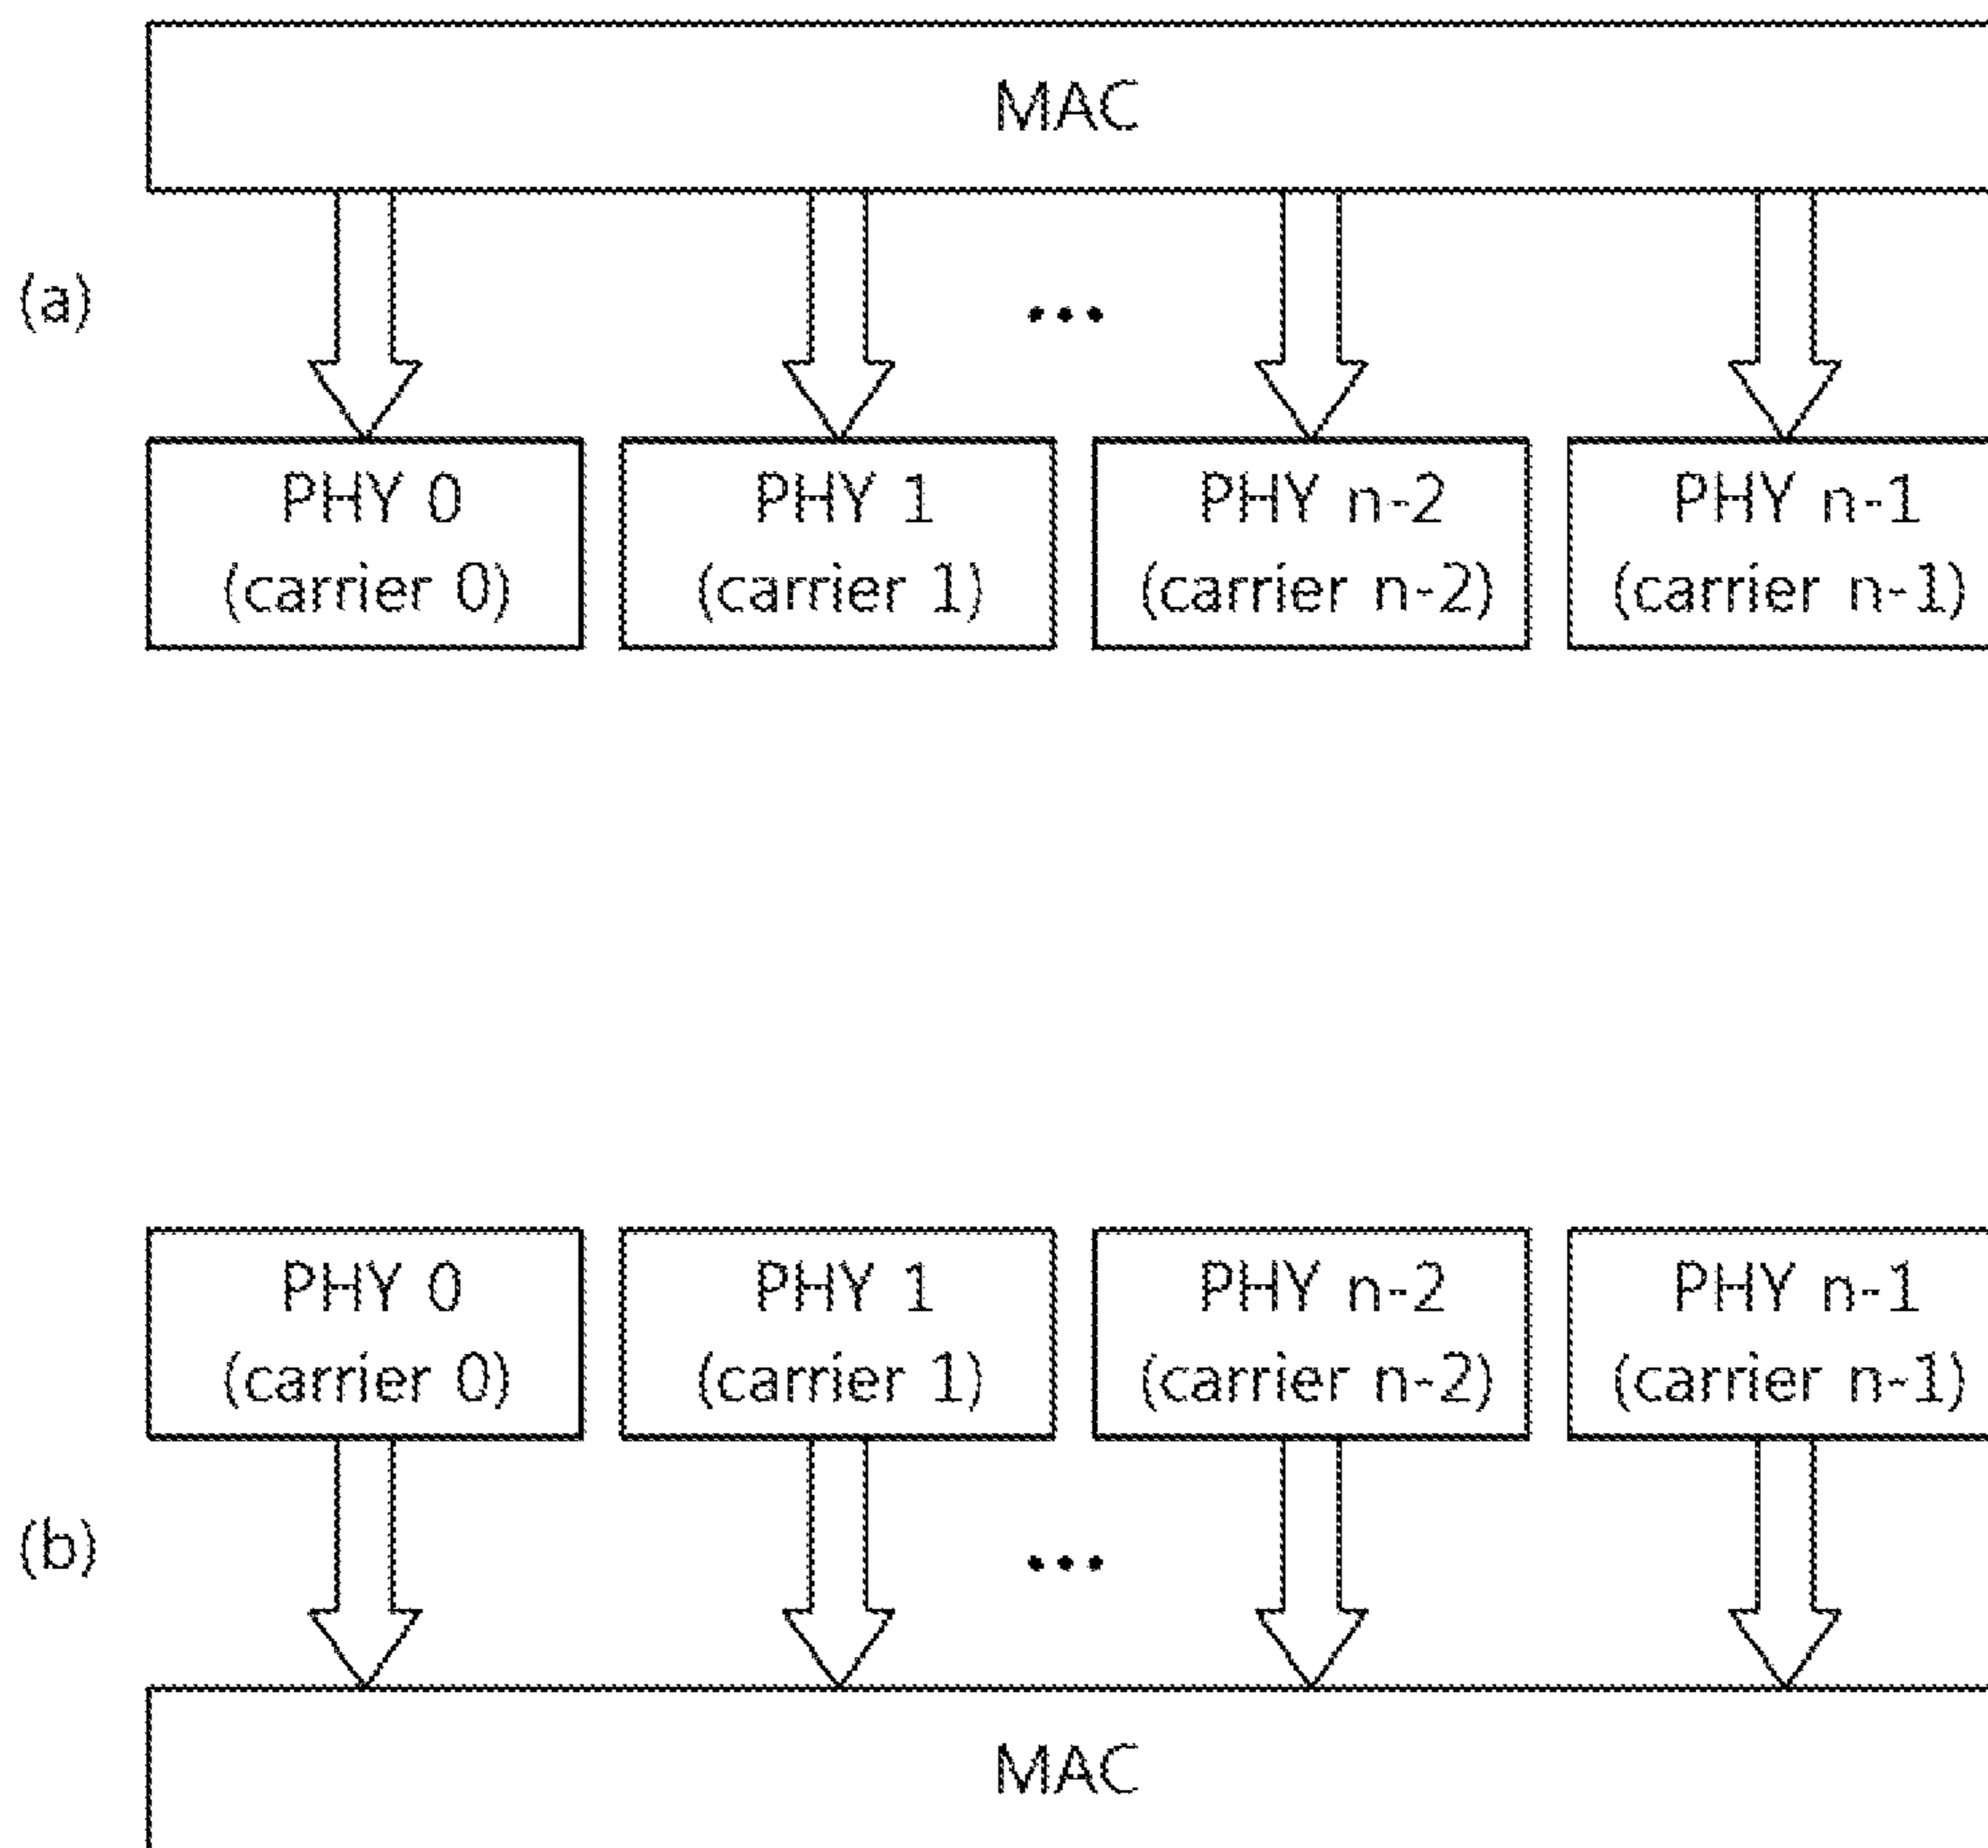 MAC
(a)
...
PHY 0
(carrier 0)
PHY 1
(carrier 1)
PHY n-2
(carrier n-2)
PHY n-1
(carrier n-1)
PHY 0
(carrier 0)
PHY 1
(carrier 1)
PHY n-2
(carrier n-2)
PHY n-1
(carrier n-1)
(b)
...
MAC